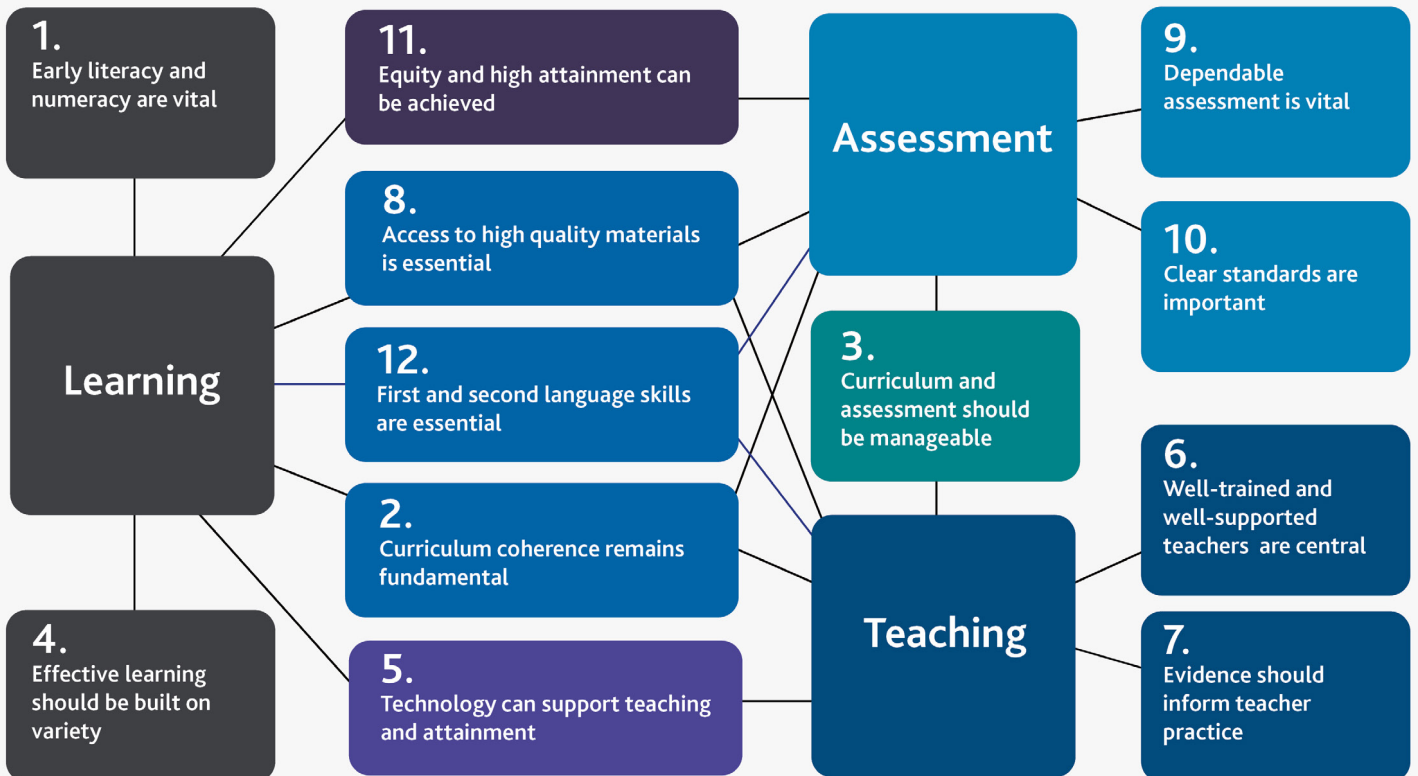 1.
Early literacy and
numeracy are vital
Learning
4.
Effective learning
should be built on
variety
11.
Equity and high attainment can
be achieved
8.
Access to high quality materials
is essential
12.
First and second language skills
are essential
2.
Curriculum coherence remains
fundamental
5.
Technology can support teaching
and attainment
Assessment
3.
Curriculum and
assessment should
be manageable
Teaching
9.
Dependable
assessment is vital
10.
Clear standards are
important
6.
Well-trained and
well-supported
teachers are central
7.
Evidence should
inform teacher
practice